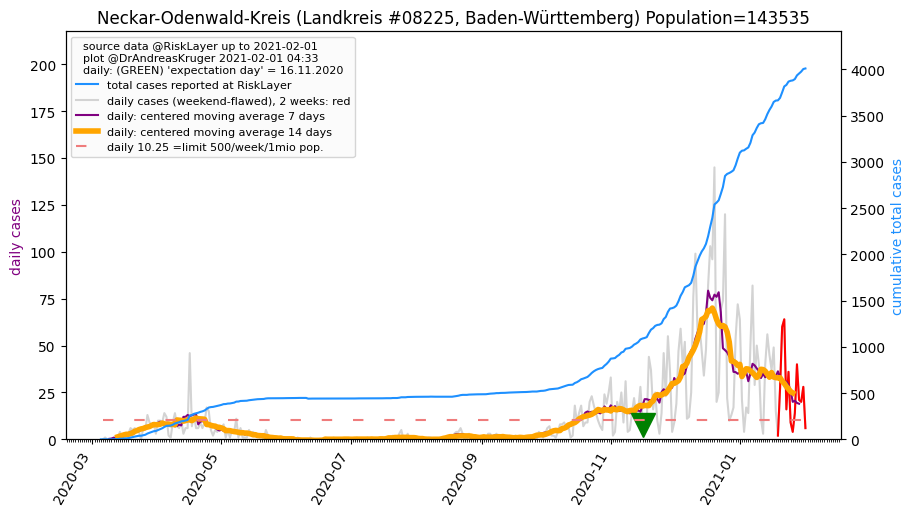 Neckar-Odenwald-Kreis (Landkreis #08225, Baden-Württemberg) Population=143535
source data @RiskLayer up to 2021-02-01
plot @DrAndreasKruger 2021-02-01 04:33
daily: (GREEN) 'expectation day' = 16.11.2020
total cases reported at RiskLayer
daily cases (weekend-flawed), 2 weeks: red
daily: centered moving average 7 days
daily: centered moving average 14 days
daily 10.25 =limit 500/week/1mio pop.
daily cases
200
175
150
125
100
75
50
25
0
cumulative total cases
4000
3500
3000
2500
2000
1500
1000
500
0
2020-03
2020-05
2020-07
2020-09
2020-11
2021-01